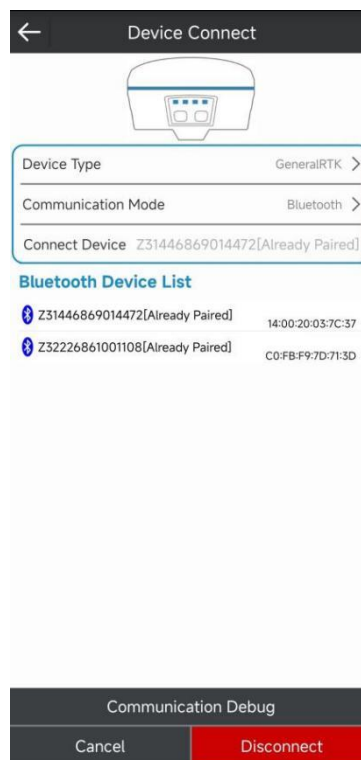 Device Connect
Device Type GeneralRTK
Communication Mode Bluetooth
Connect Device Z31446869014472[Already Paired]
Bluetooth Device List
Z31446869014472[Already Paired] 14:00:20:03:7C:37
Z32226861001108[Already Paired] C0:FB:F9:7D:71:3D
Communication Debug
Cancel Disconnect